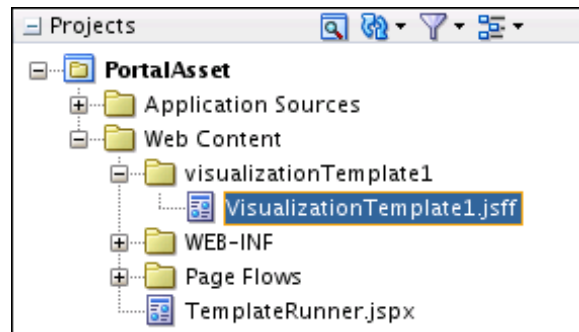 Projects
PortalAsset
Application Sources
Web Content
visualizationTemplate1
VisualizationTemplate1.jsff
WEB-INF
Page Flows
TemplateRunner.jspx